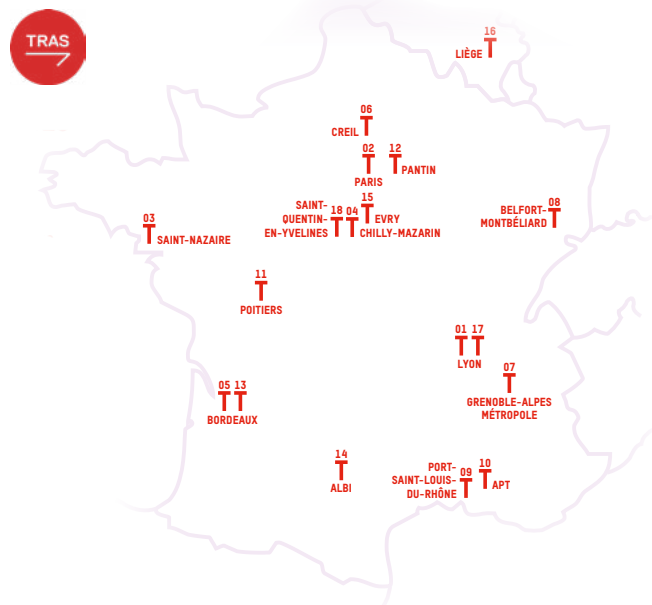 TRAS
16
LIÈGE
06
CREIL
02
PARIS
12
PANTIN
15
EVRY
SAINT-
QUENTIN-
EN-YVELINES
18
04
CHILLY-MAZARIN
08
BELFORT-
MONTBÉLIARD
03
SAINT-NAZAIRE
11
POITIERS
01 17
LYON
07
GRENOBLE-ALPES
MÉTROPOLE
05 13
BORDEAUX
14
ALBI
PORT-
SAINT-LOUIS-
DU-RHÔNE
09
10
APT